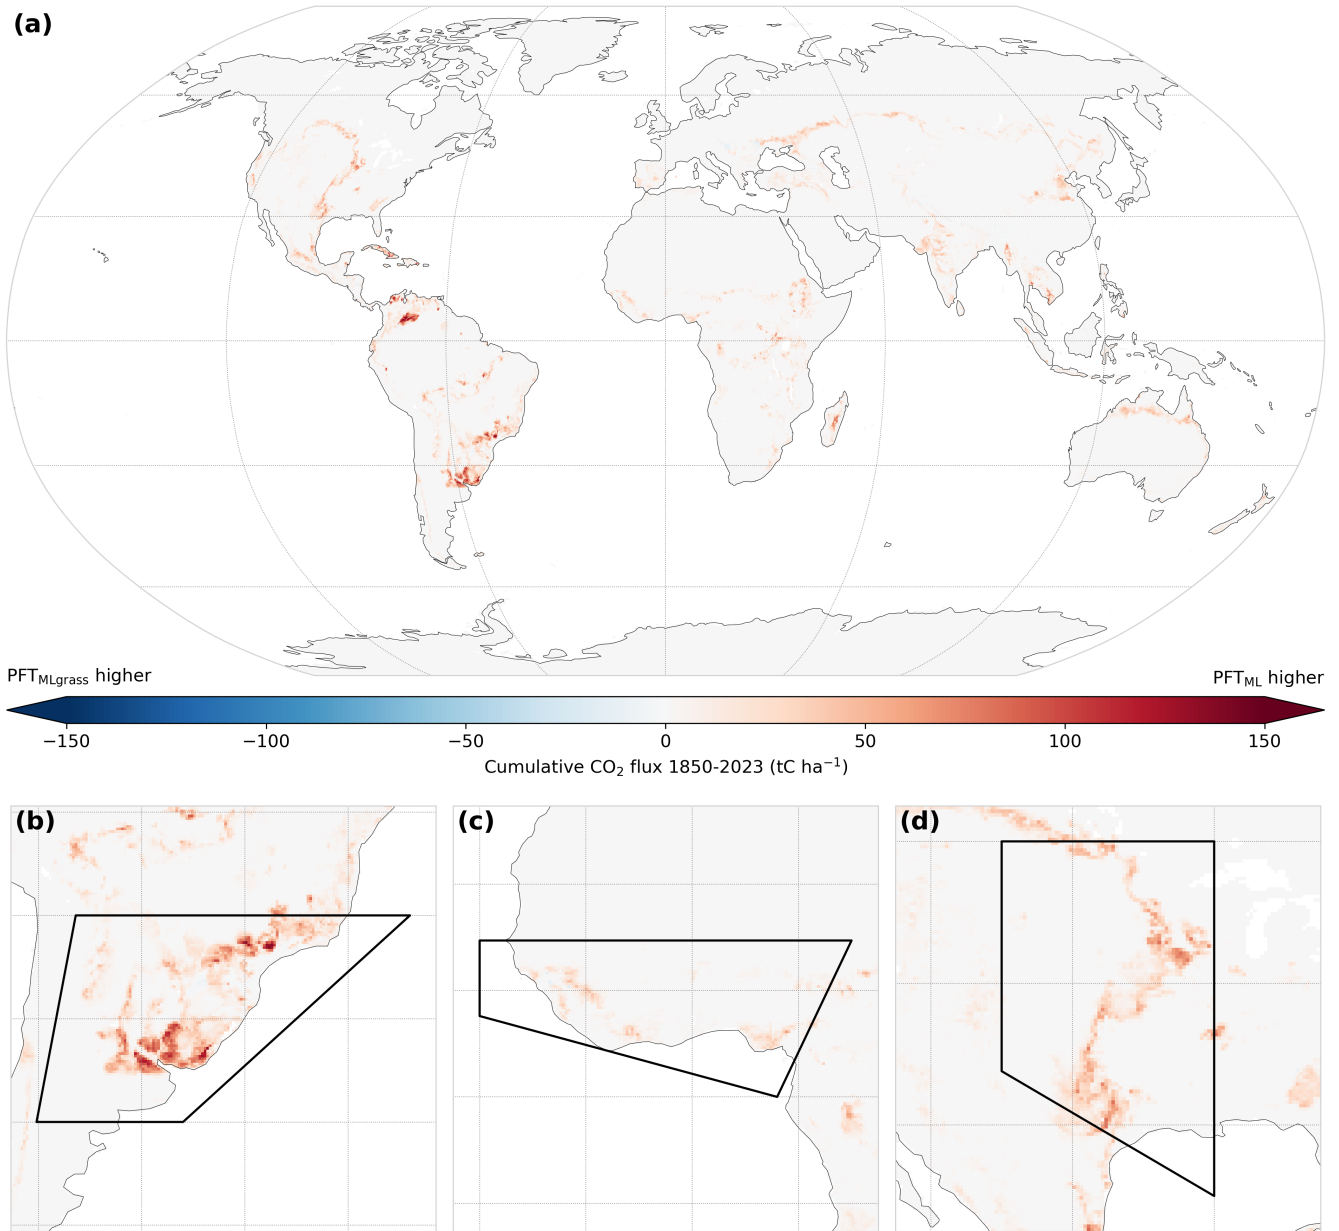 (a)
PFT_MLgrass higher
PFT_ML higher
−150 −100 −50 0 50 100 150
Cumulative CO₂ flux 1850-2023 (tC ha⁻¹)
(b) (c) (d)